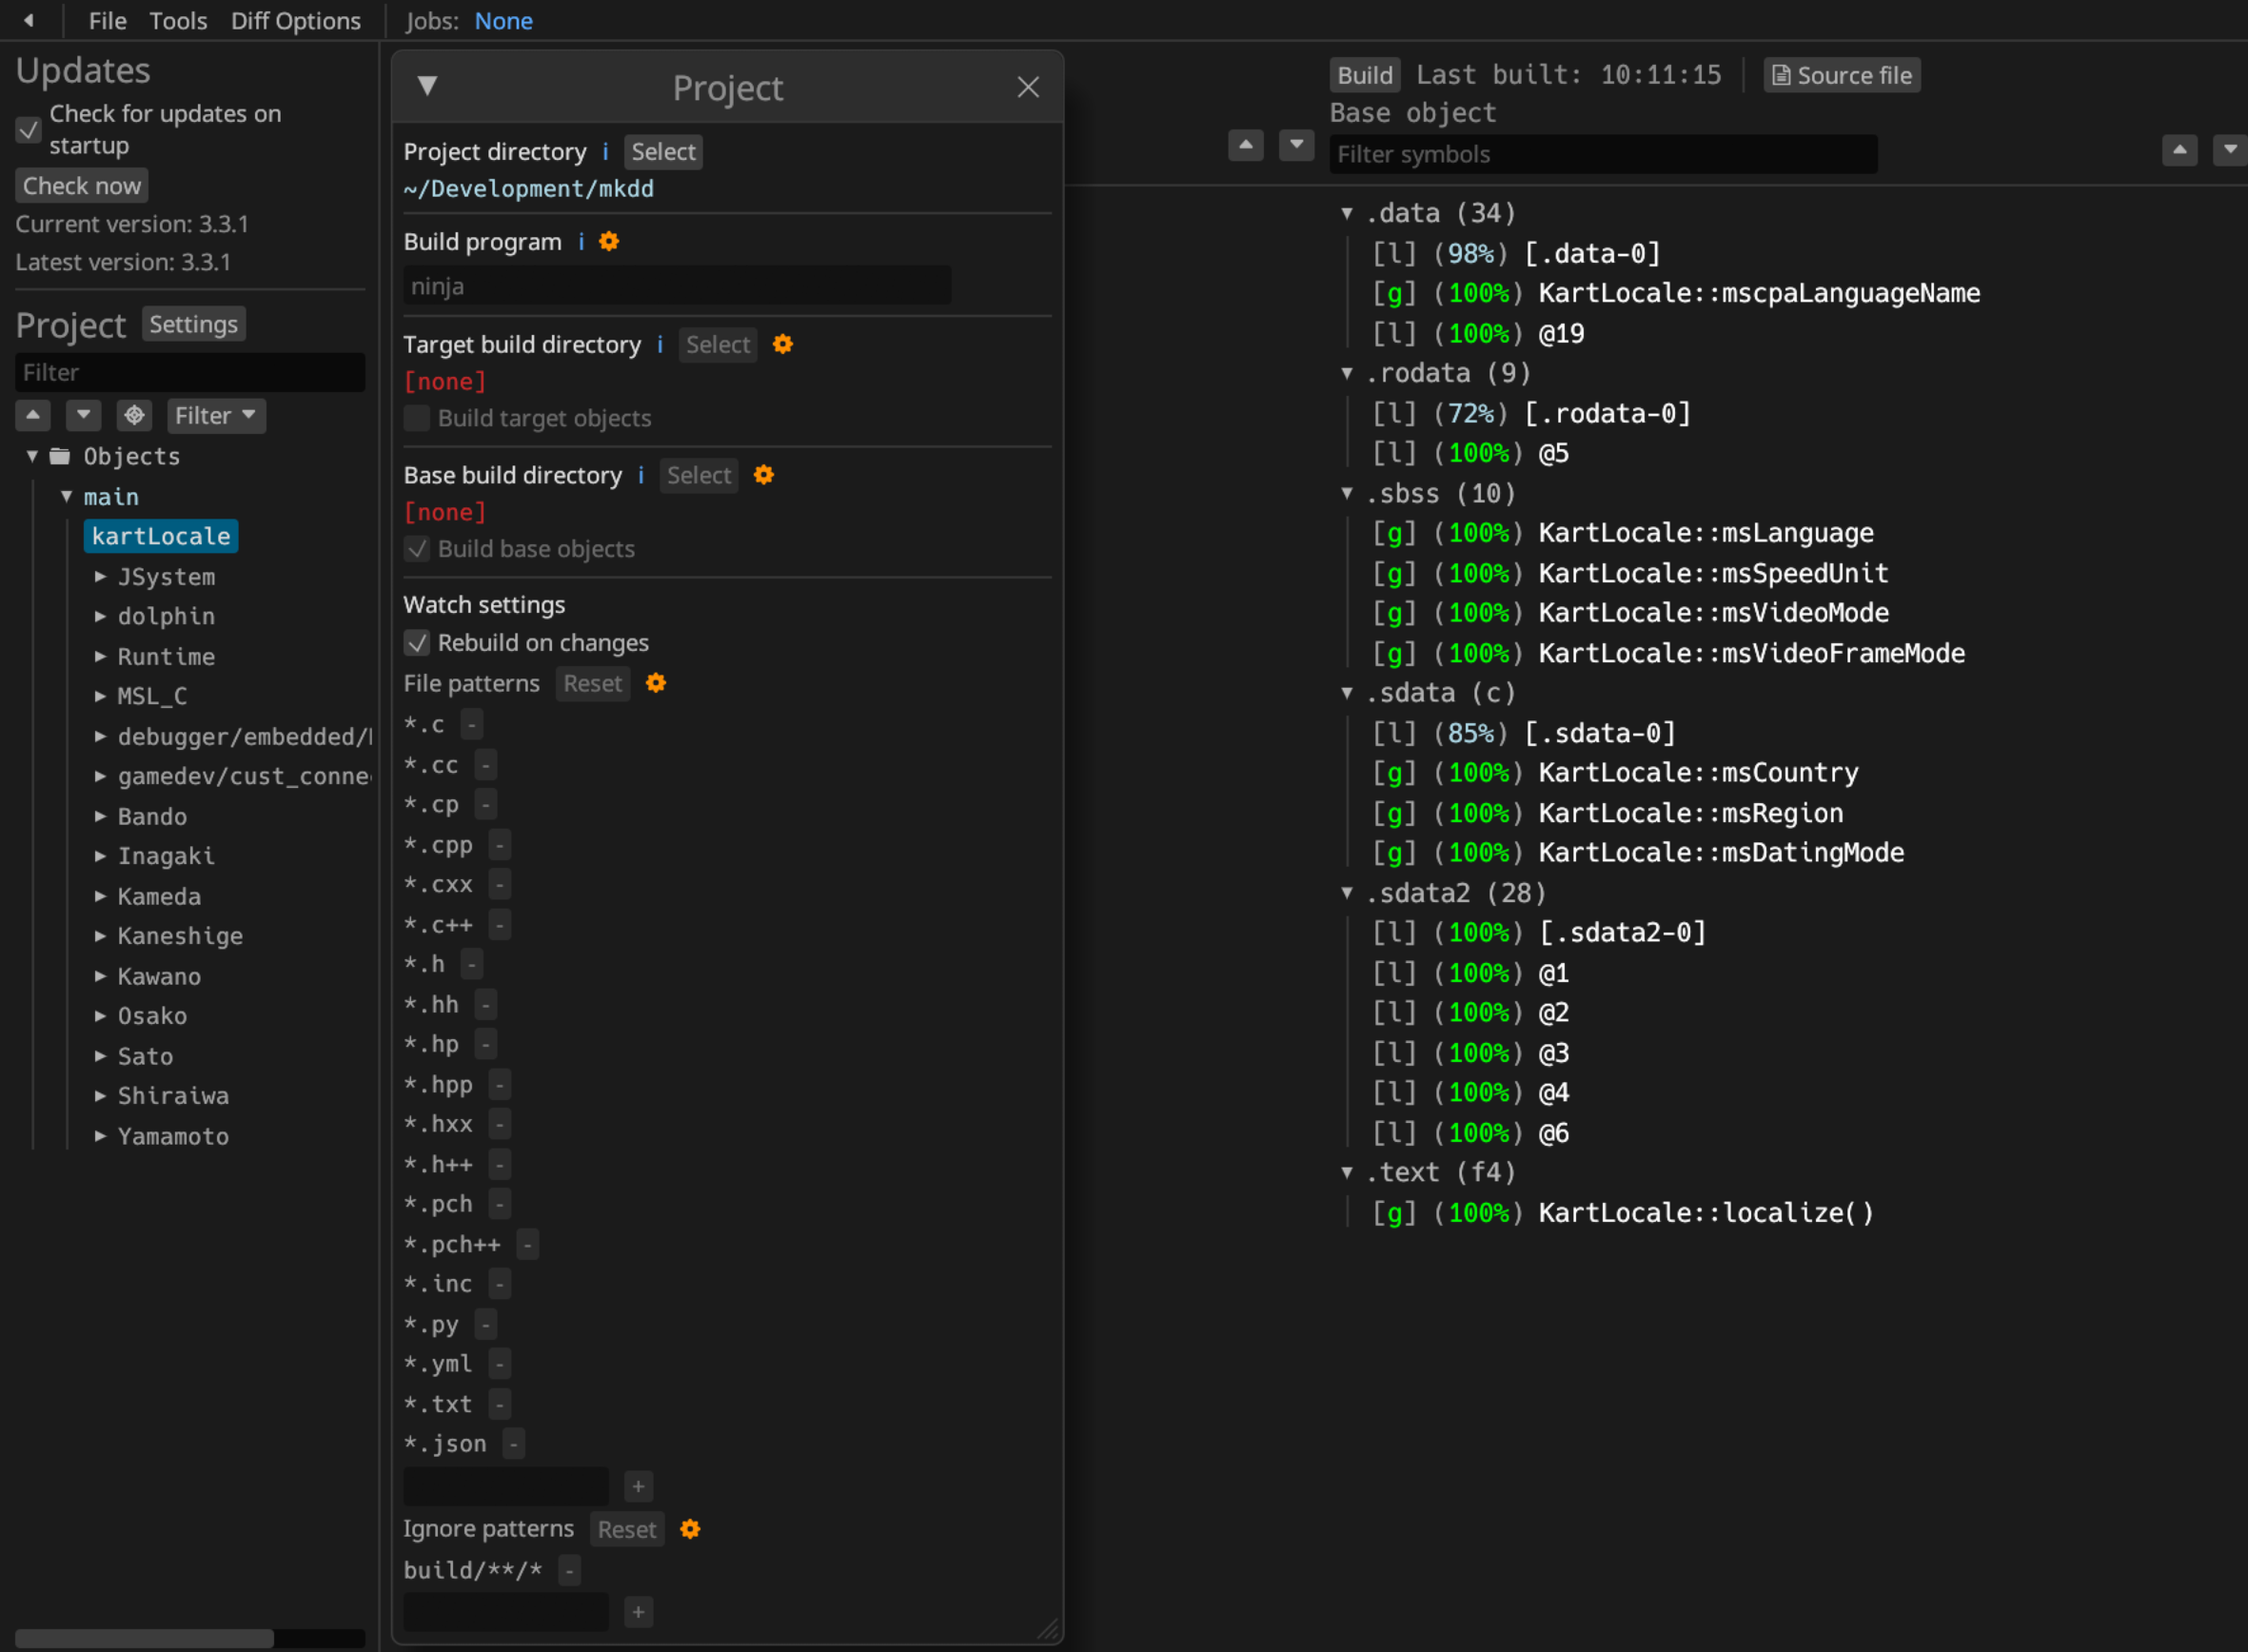 File Tools Diff Options Jobs: None
Updates
Check for updates on
startup
Check now
Current version: 3.3.1
Latest version: 3.3.1
Project Settings
Filter
Filter
Objects
main
kartLocale
JSystem
dolphin
Runtime
MSL_C
debugger/embedded/
gamedev/cust_conne
Bando
Inagaki
Kameda
Kaneshige
Kawano
Osako
Sato
Shiraiwa
Yamamoto
Project
Project directory i Select
~/Development/mkdd
Build program i
ninja
Target build directory i Select
[none]
Build target objects
Base build directory i Select
[none]
Build base objects
Watch settings
Rebuild on changes
File patterns Reset
*.c -
*.cc -
*.cp -
*.cpp -
*.cxx -
*.c++ -
*.h -
*.hh -
*.hp -
*.hpp -
*.hxx -
*.h++ -
*.pch -
*.pch++ -
*.inc -
*.py -
*.yml -
*.txt -
*.json -
+
Ignore patterns Reset
build/**/* -
+
Build Last built: 10:11:15 Source file
Base object
Filter symbols
.data (34)
[l] (98%) [.data-0]
[g] (100%) KartLocale::mscpaLanguageName
[l] (100%) @19
.rodata (9)
[l] (72%) [.rodata-0]
[l] (100%) @5
.sbss (10)
[g] (100%) KartLocale::msLanguage
[g] (100%) KartLocale::msSpeedUnit
[g] (100%) KartLocale::msVideoMode
[g] (100%) KartLocale::msVideoFrameMode
.sdata (c)
[l] (85%) [.sdata-0]
[g] (100%) KartLocale::msCountry
[g] (100%) KartLocale::msRegion
[g] (100%) KartLocale::msDatingMode
.sdata2 (28)
[l] (100%) [.sdata2-0]
[l] (100%) @1
[l] (100%) @2
[l] (100%) @3
[l] (100%) @4
[l] (100%) @6
.text (f4)
[g] (100%) KartLocale::localize()